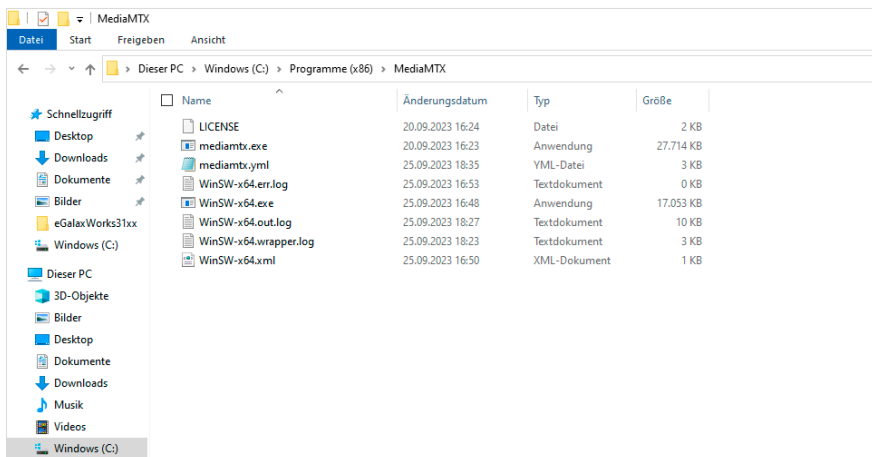 MediaMTX
Datei Start Freigeben Ansicht
Dieser PC > Windows (C:) > Programme (x86) > MediaMTX
Name Änderungsdatum Typ Größe
LICENSE 20.09.2023 16:24 Datei 2 KB
mediamtx.exe 20.09.2023 16:23 Anwendung 27.714 KB
mediamtx.yml 25.09.2023 18:35 YML-Datei 3 KB
WinSW-x64.err.log 25.09.2023 16:53 Textdokument 0 KB
WinSW-x64.exe 25.09.2023 16:48 Anwendung 17.053 KB
WinSW-x64.out.log 25.09.2023 18:27 Textdokument 10 KB
WinSW-x64.wrapper.log 25.09.2023 18:23 Textdokument 3 KB
WinSW-x64.xml 25.09.2023 16:50 XML-Dokument 1 KB
Schnellzugriff
Desktop
Downloads
Dokumente
Bilder
eGalaxWorks31xx
Windows (C:)
Dieser PC
3D-Objekte
Bilder
Desktop
Dokumente
Downloads
Musik
Videos
Windows (C:)